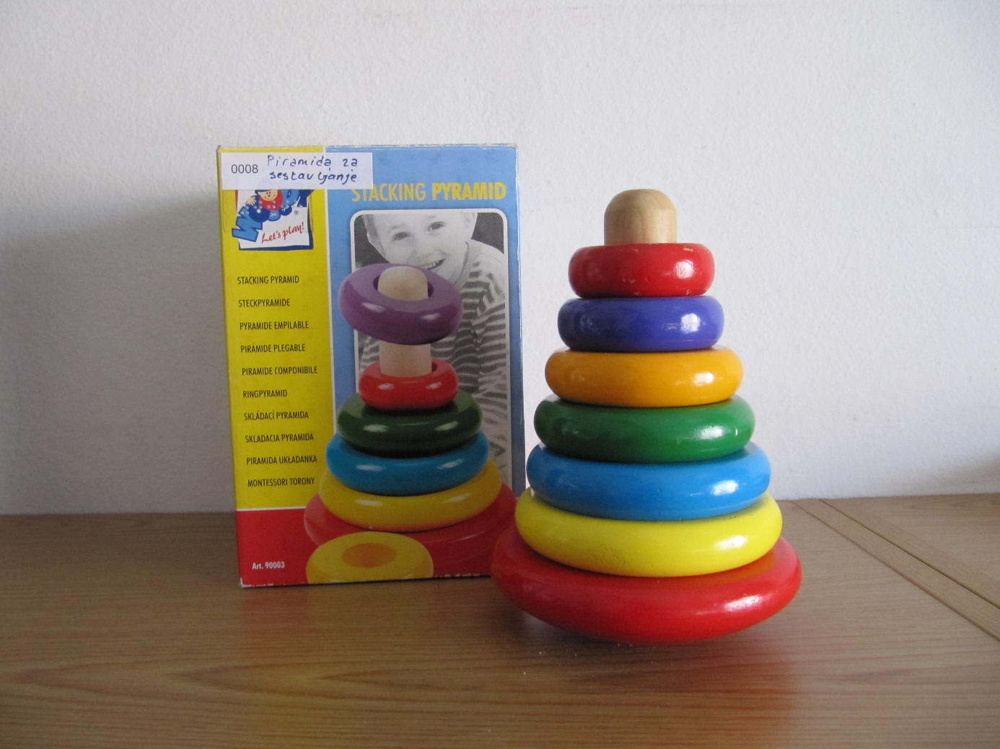 0008 Piramida za
sestavljanje
STACKING PYRAMID
Let's play!
STACKING PYRAMID
STECKPYRAMIDE
PYRAMIDE EMPILABLE
PIRÁMIDE PLEGABLE
PIRAMIDE COMPONIBILE
RINGPYRAMID
SKLÁDACÍ PYRAMIDA
SKLADACIA PYRAMIDA
PIRAMIDA UKŁADANKA
MONTESSORI TORONY
Art. 90003